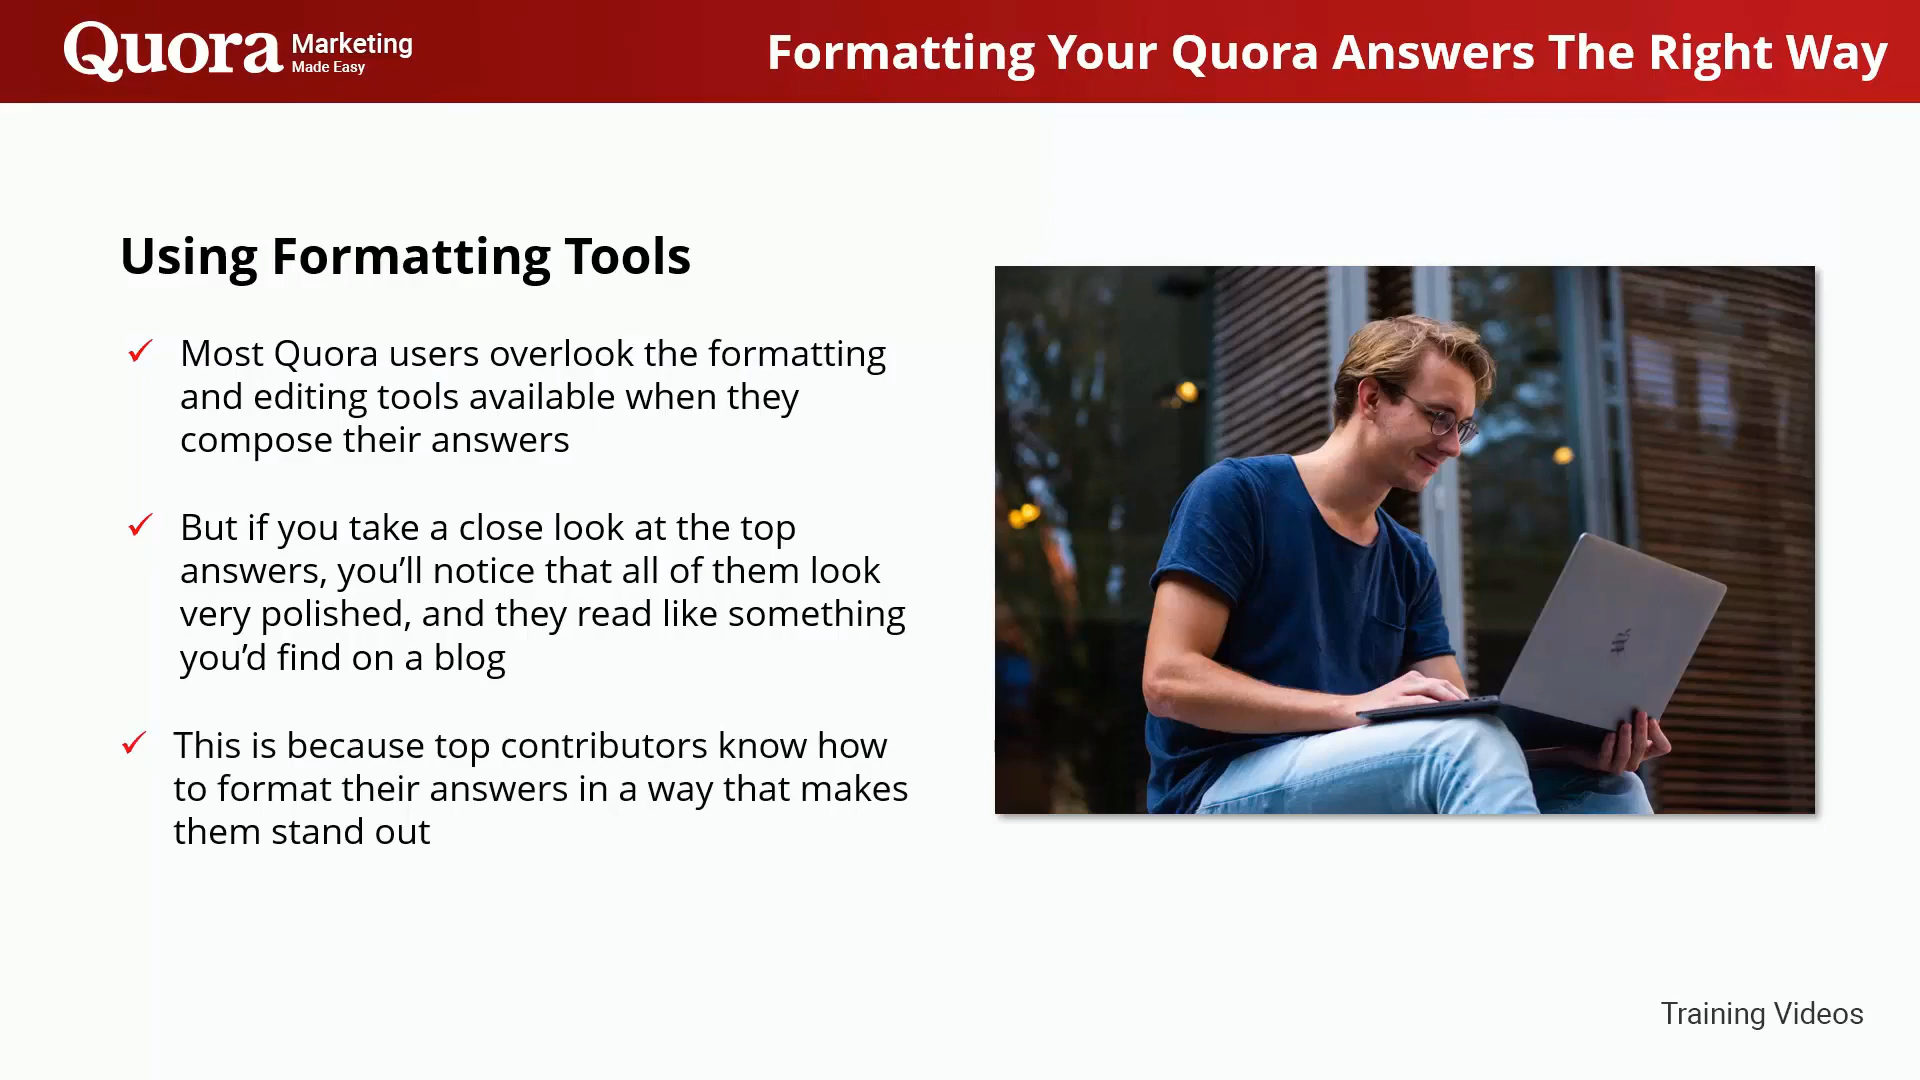 Quora Marketing
Made Easy
Formatting Your Quora Answers The Right Way
Using Formatting Tools
✓ Most Quora users overlook the formatting
and editing tools available when they
compose their answers
✓ But if you take a close look at the top
answers, you’ll notice that all of them look
very polished, and they read like something
you’d find on a blog
✓ This is because top contributors know how
to format their answers in a way that makes
them stand out
Training Videos